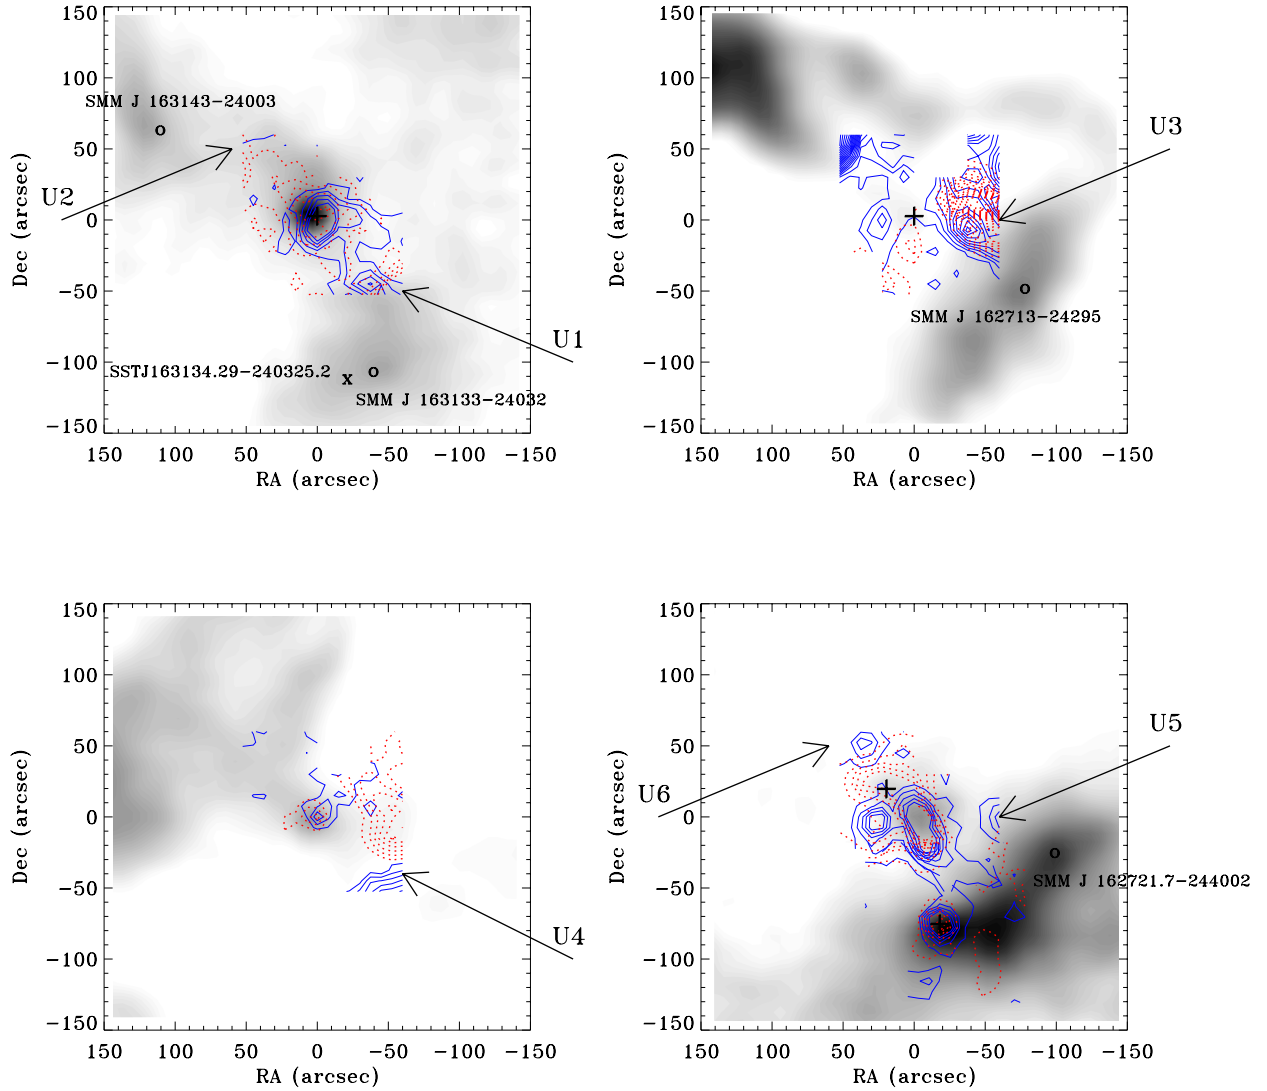 150
100
50
0
−50
−100
−150
150 100 50 0 −50 −100 −150
RA (arcsec)
Dec (arcsec)
SMM J 163143−24003
U2
U1
SSTJ163134.29−240325.2
x
o
o
SMM J 163133−24032
150
100
50
0
−50
−100
−150
150 100 50 0 −50 −100 −150
RA (arcsec)
Dec (arcsec)
U3
o
SMM J 162713−24295
150
100
50
0
−50
−100
−150
150 100 50 0 −50 −100 −150
RA (arcsec)
Dec (arcsec)
U4
150
100
50
0
−50
−100
−150
150 100 50 0 −50 −100 −150
RA (arcsec)
Dec (arcsec)
U5
U6
o
SMM J 162721.7−244002